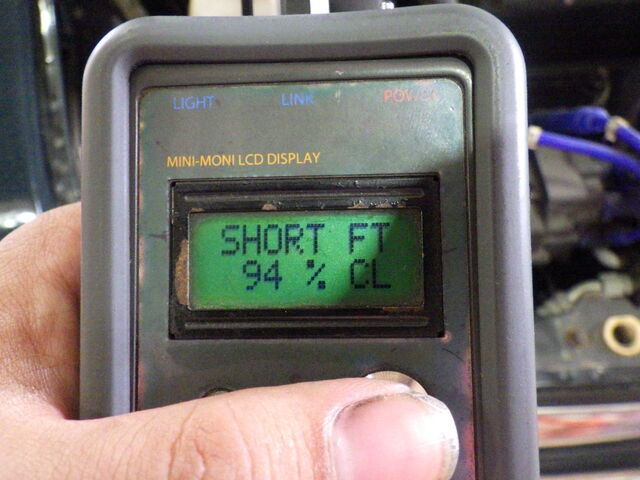 LIGHT LINK POWER
MINI-MONI LCD DISPLAY
SHORT FT
94 % CL